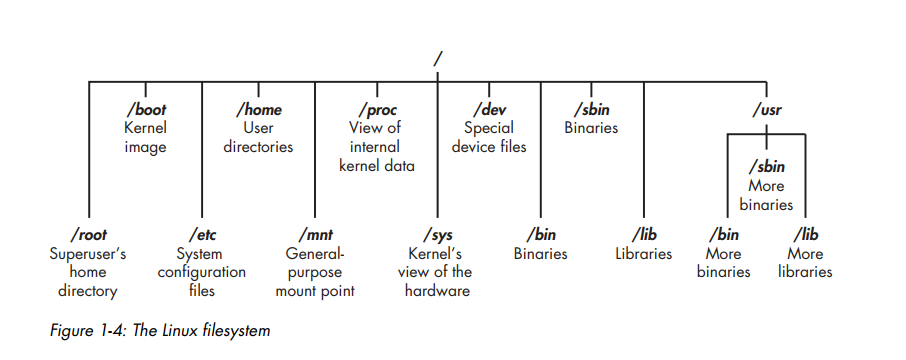 /
/boot
Kernel
image
/home
User
directories
/proc
View of
internal
kernel data
/dev
Special
device files
/sbin
Binaries
/usr
/sbin
More
binaries
/root
Superuser's
home
directory
/etc
System
configuration
files
/mnt
General-
purpose
mount point
/sys
Kernel's
view of the
hardware
/bin
Binaries
/lib
Libraries
/bin
More
binaries
/lib
More
libraries
Figure 1-4: The Linux filesystem